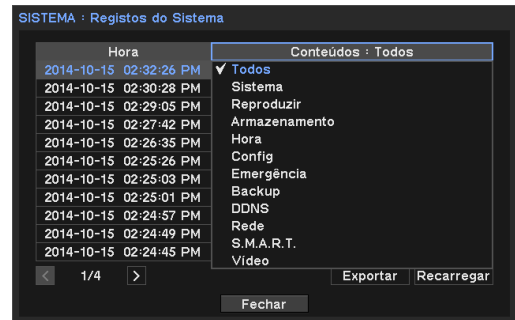 SISTEMA : Registos do Sistema
Hora Conteúdos : Todos
2014-10-15 02:32:26 PM Todos
2014-10-15 02:30:28 PM Sistema
2014-10-15 02:29:05 PM Reproduzir
2014-10-15 02:27:42 PM Armazenamento
2014-10-15 02:26:35 PM Hora
2014-10-15 02:25:26 PM Config
2014-10-15 02:25:03 PM Emergência
2014-10-15 02:25:01 PM Backup
2014-10-15 02:24:57 PM DDNS
2014-10-15 02:24:49 PM Rede
2014-10-15 02:24:45 PM S.M.A.R.T.
Vídeo
< 1/4 > Exportar Recarregar
Fechar